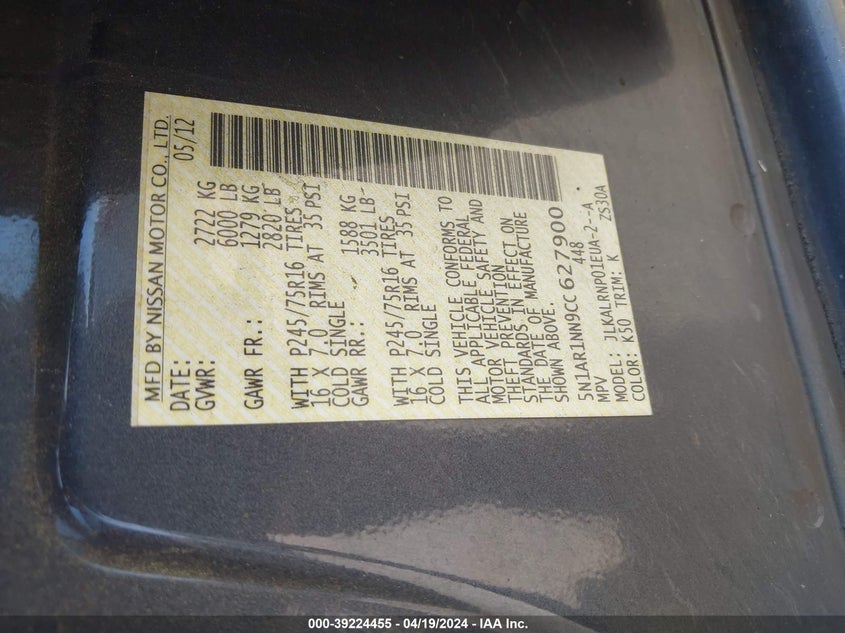 MFD BY NISSAN MOTOR CO., LTD.
DATE: 05/12
GVWR: 2722 KG
6000 LB
GAWR FR.: 1279 KG
2820 LB
WITH P245/75R16 TIRES
16 X 7.0 RIMS AT 35 PSI
COLD SINGLE
GAWR RR.: 1588 KG
3501 LB
WITH P245/75R16 TIRES
16 X 7.0 RIMS AT 35 PSI
COLD SINGLE
THIS VEHICLE CONFORMS TO
ALL APPLICABLE FEDERAL
MOTOR VEHICLE SAFETY AND
THEFT PREVENTION
STANDARDS IN EFFECT ON
THE DATE OF MANUFACTURE
SHOWN ABOVE.
5N1AR1NN9CC627900
MPV 448
MODEL: JLKALRNP01EUA-2--A
COLOR: K50 TRIM: K ZS30A
000-39224455 - 04/19/2024 - IAA Inc.